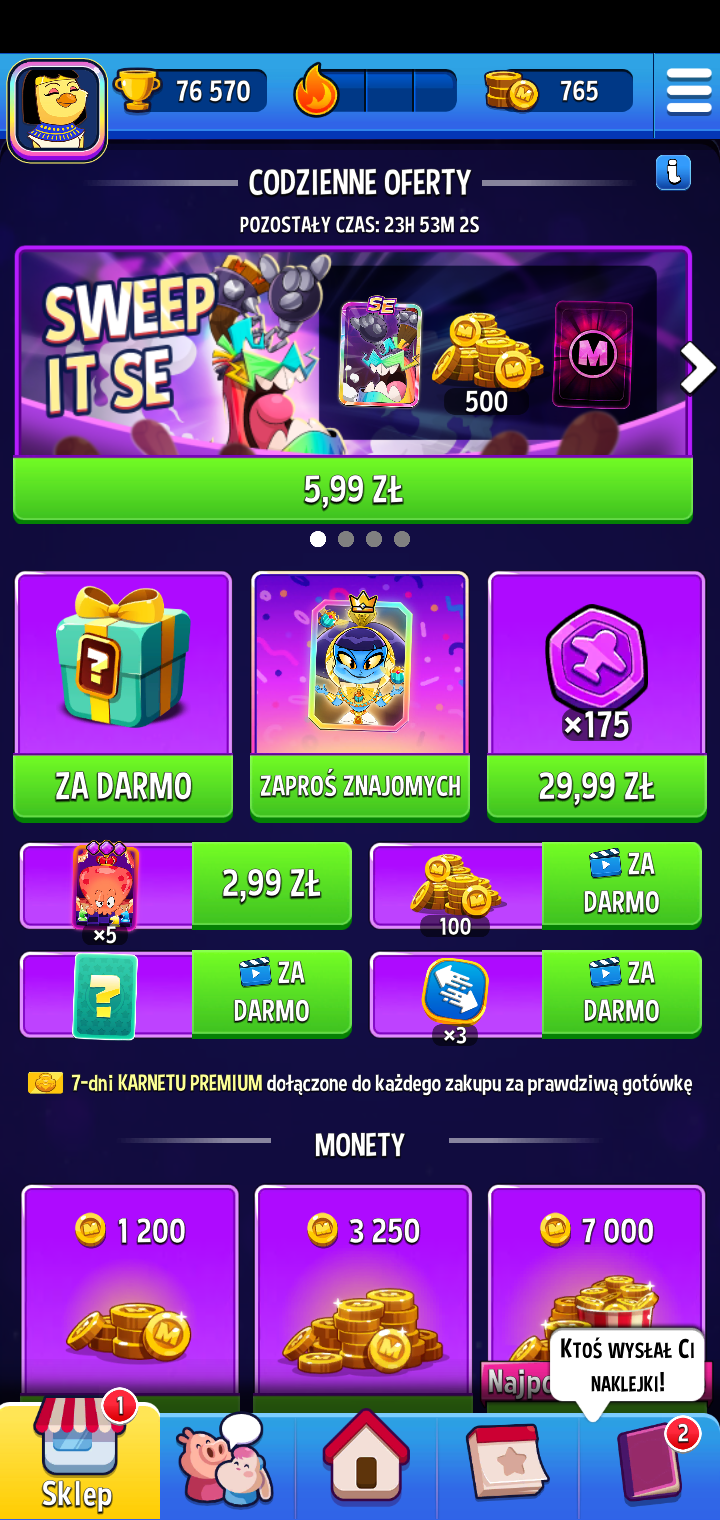 76 570
765
CODZIENNE OFERTY
POZOSTAŁY CZAS: 23H 53M 2S
SWEEP
IT SE
SE
M
500
5,99 ZŁ
?
×175
ZA DARMO
ZAPROŚ ZNAJOMYCH
29,99 ZŁ
×5
2,99 ZŁ
100
ZA
DARMO
?
ZA
DARMO
×3
ZA
DARMO
7-dni KARNETU PREMIUM dołączone do każdego zakupu za prawdziwą gotówkę
MONETY
1 200
3 250
7 000
Ktoś wysłał Ci
naklejki!
Najpo
1
2
Sklep